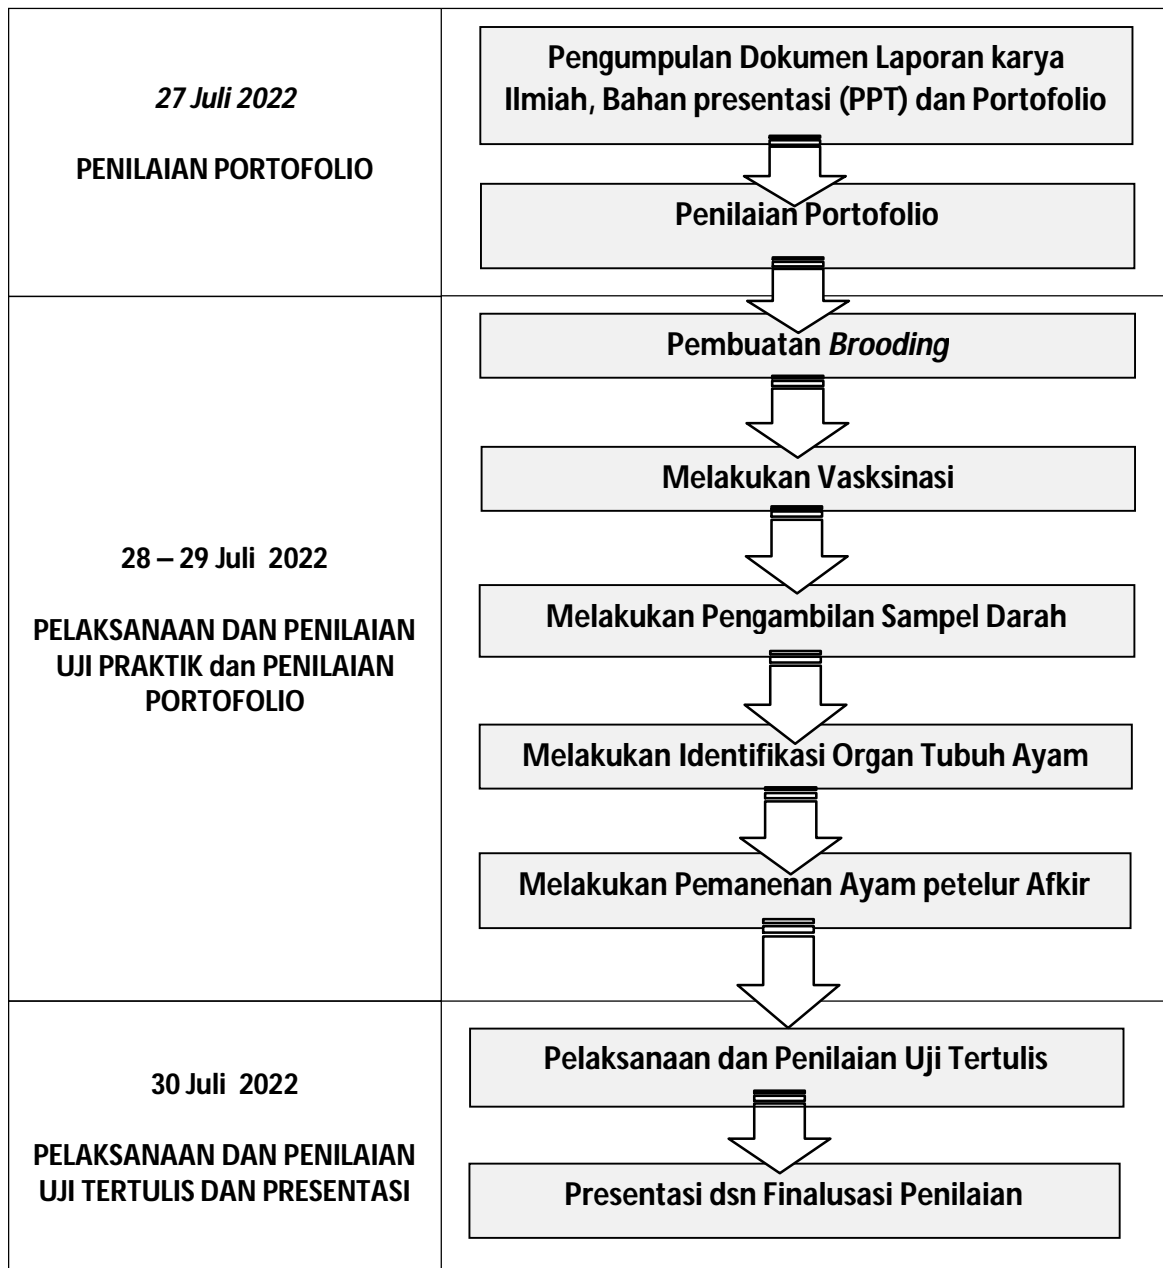 27 Juli 2022
PENILAIAN PORTOFOLIO
Pengumpulan Dokumen Laporan karya
Ilmiah, Bahan presentasi (PPT) dan Portofolio
Penilaian Portofolio
28 – 29 Juli 2022
PELAKSANAAN DAN PENILAIAN
UJI PRAKTIK dan PENILAIAN
PORTOFOLIO
Pembuatan Brooding
Melakukan Vasksinasi
Melakukan Pengambilan Sampel Darah
Melakukan Identifikasi Organ Tubuh Ayam
Melakukan Pemanenan Ayam petelur Afkir
30 Juli 2022
PELAKSANAAN DAN PENILAIAN
UJI TERTULIS DAN PRESENTASI
Pelaksanaan dan Penilaian Uji Tertulis
Presentasi dsn Finalusasi Penilaian